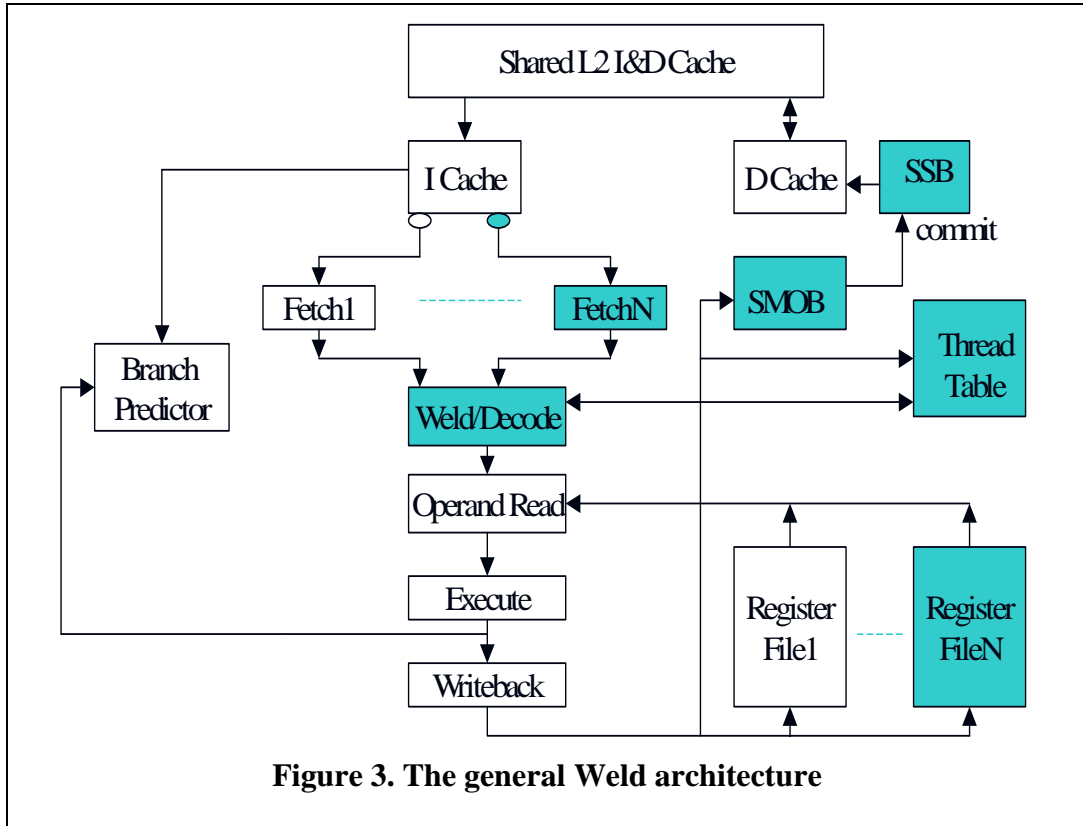 Shared L2 I&D Cache
I Cache
D Cache
SSB
commit
Fetch1
FetchN
SMOB
Thread
Table
Branch
Predictor
Weld/Decode
Operand Read
Execute
Register
File1
Register
FileN
Writeback
Figure 3. The general Weld architecture